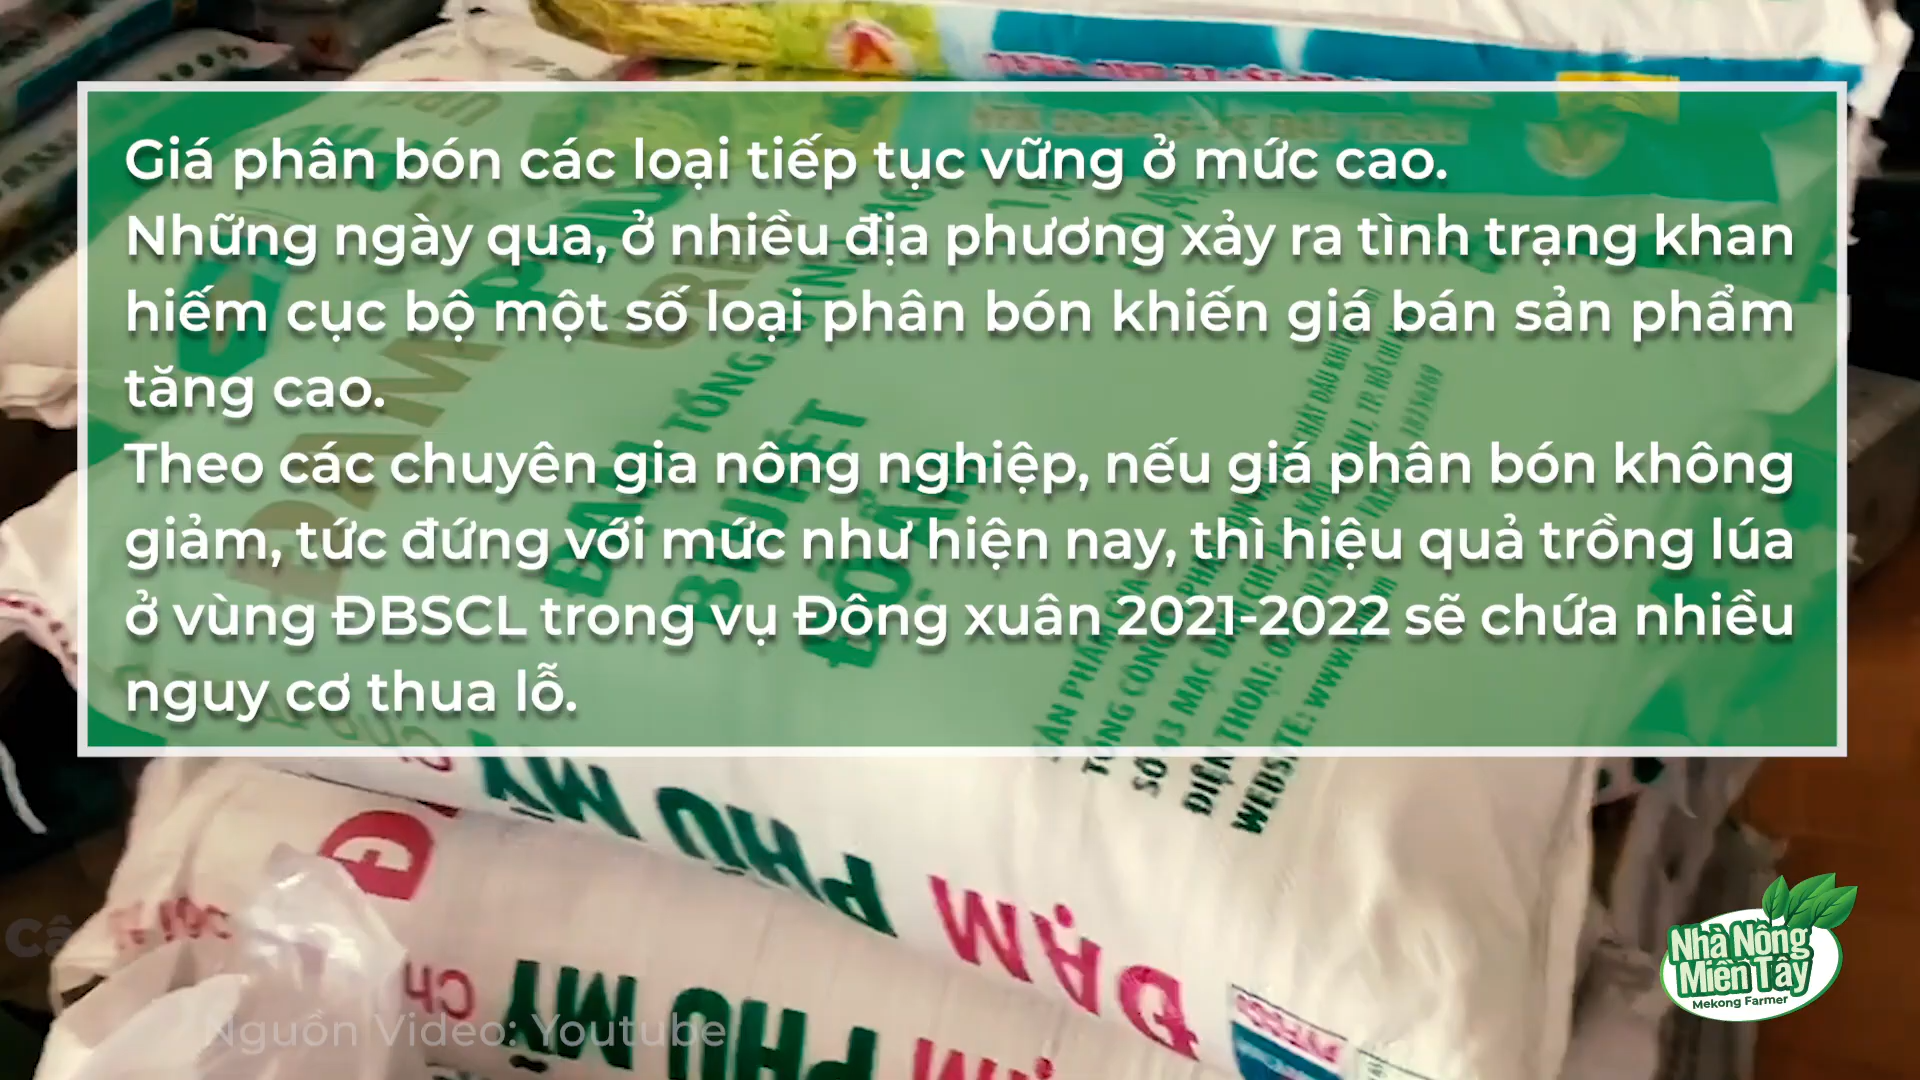 Giá phân bón các loại tiếp tục vững ở mức cao.
Những ngày qua, ở nhiều địa phương xảy ra tình trạng khan
hiếm cục bộ một số loại phân bón khiến giá bán sản phẩm
tăng cao.
Theo các chuyên gia nông nghiệp, nếu giá phân bón không
giảm, tức đứng với mức như hiện nay, thì hiệu quả trồng lúa
ở vùng ĐBSCL trong vụ Đông xuân 2021-2022 sẽ chứa nhiều
nguy cơ thua lỗ.
ĐẠM PHÚ MỸ
ĐẠM PHÚ MỸ
Nhà Nông
Miền Tây
Mekong Farmer
Nguồn Video: Youtube